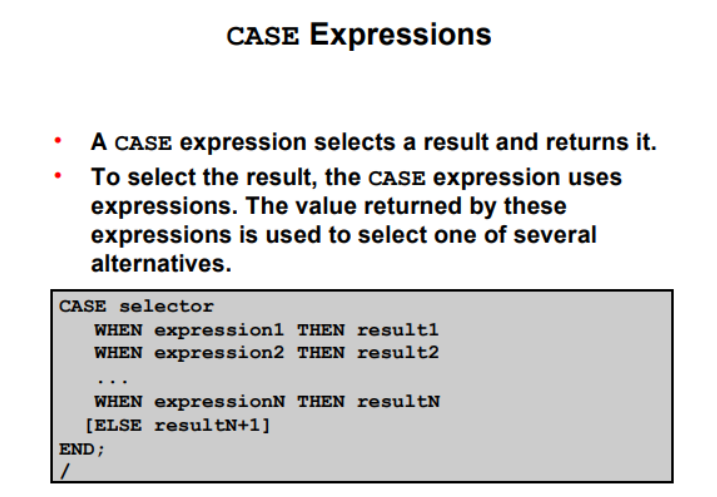 CASE Expressions
• A CASE expression selects a result and returns it.
• To select the result, the CASE expression uses
expressions. The value returned by these
expressions is used to select one of several
alternatives.
CASE selector
WHEN expression1 THEN result1
WHEN expression2 THEN result2
...
WHEN expressionN THEN resultN
[ELSE resultN+1]
END;
/